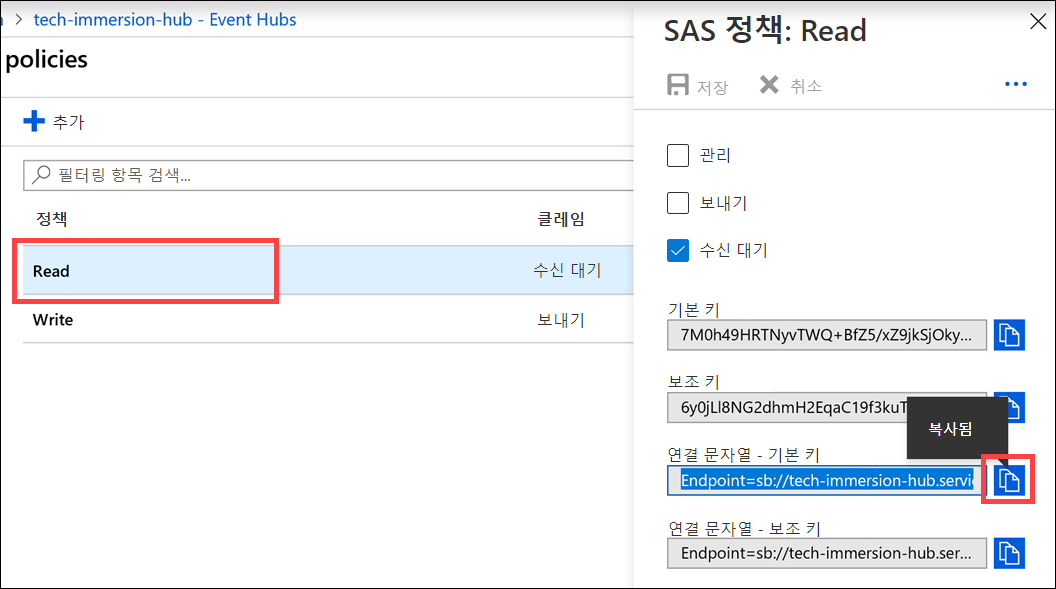 tech-immersion-hub - Event Hubs
policies
추가
필터링 항목 검색...
정책 클레임
Read 수신 대기
Write 보내기
SAS 정책: Read
저장 취소
관리
보내기
수신 대기
기본 키
7M0h49HRTNyvTWQ+BfZ5/xZ9jkSjOky...
보조 키
6y0jLl8NG2dhmH2EqaC19f3kuT
복사됨
연결 문자열 - 기본 키
Endpoint=sb://tech-immersion-hub.servi
연결 문자열 - 보조 키
Endpoint=sb://tech-immersion-hub.ser...